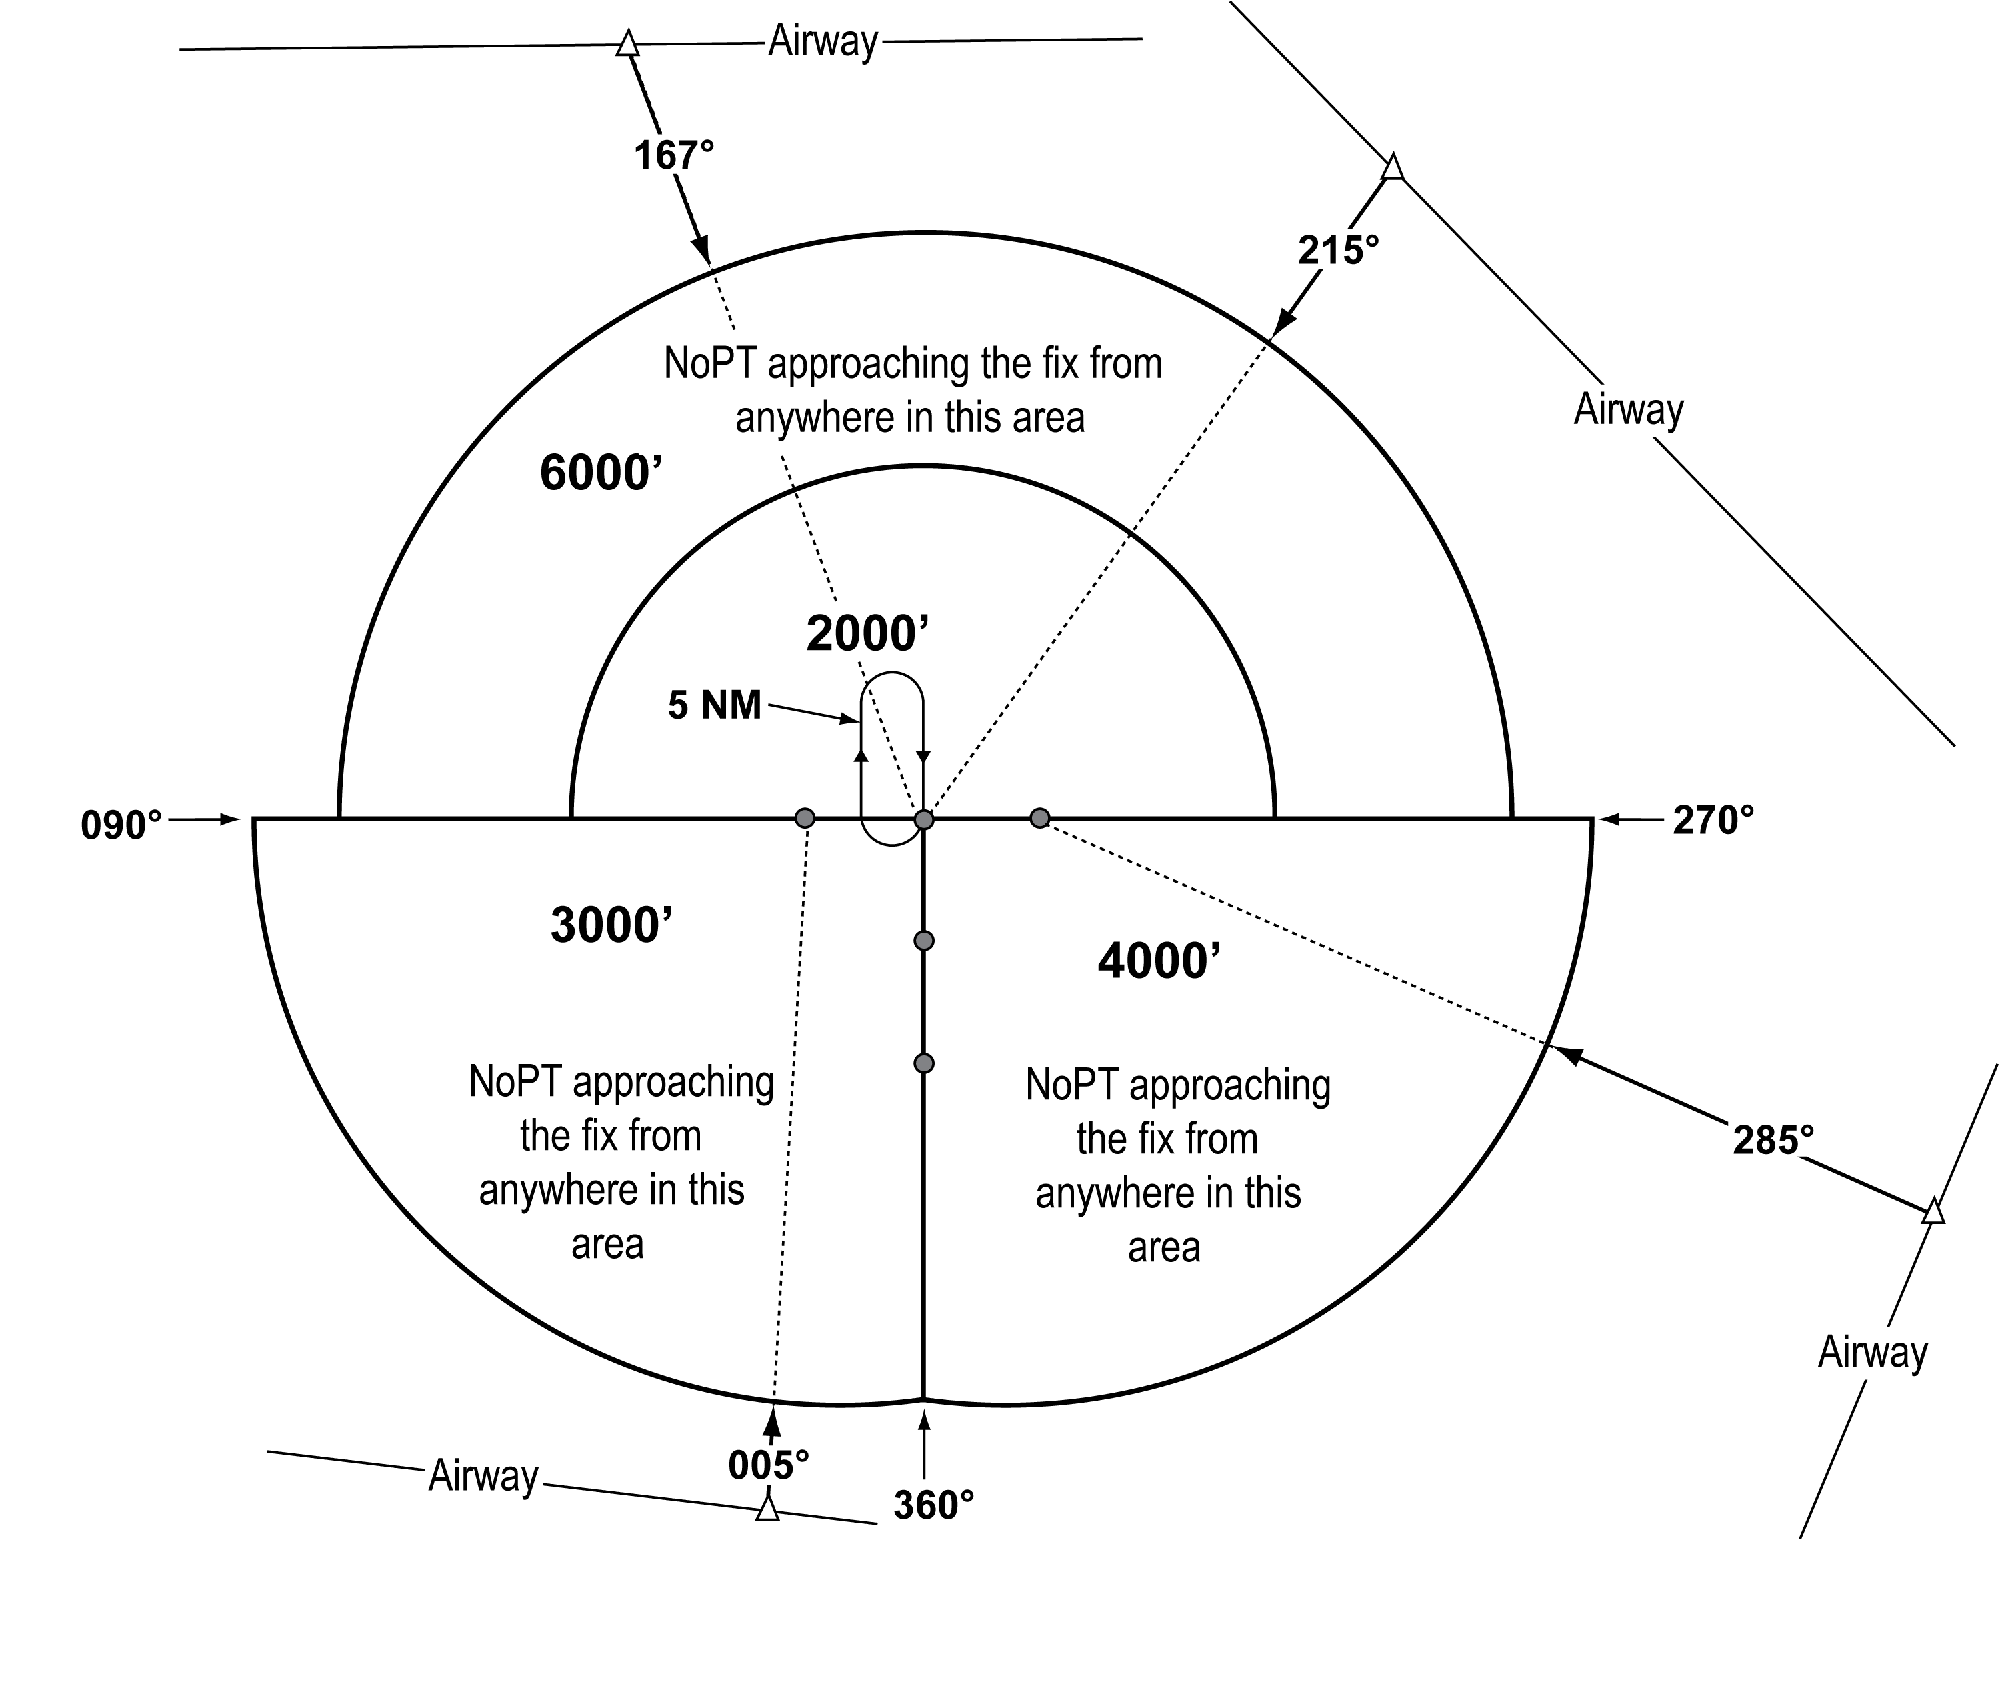 Airway
167°
215°
NoPT approaching the fix from
anywhere in this area
Airway
6000’
2000’
5 NM
090°
270°
3000’
4000’
NoPT approaching
the fix from
anywhere in this
area
NoPT approaching
the fix from
anywhere in this
area
285°
Airway
Airway
005°
360°